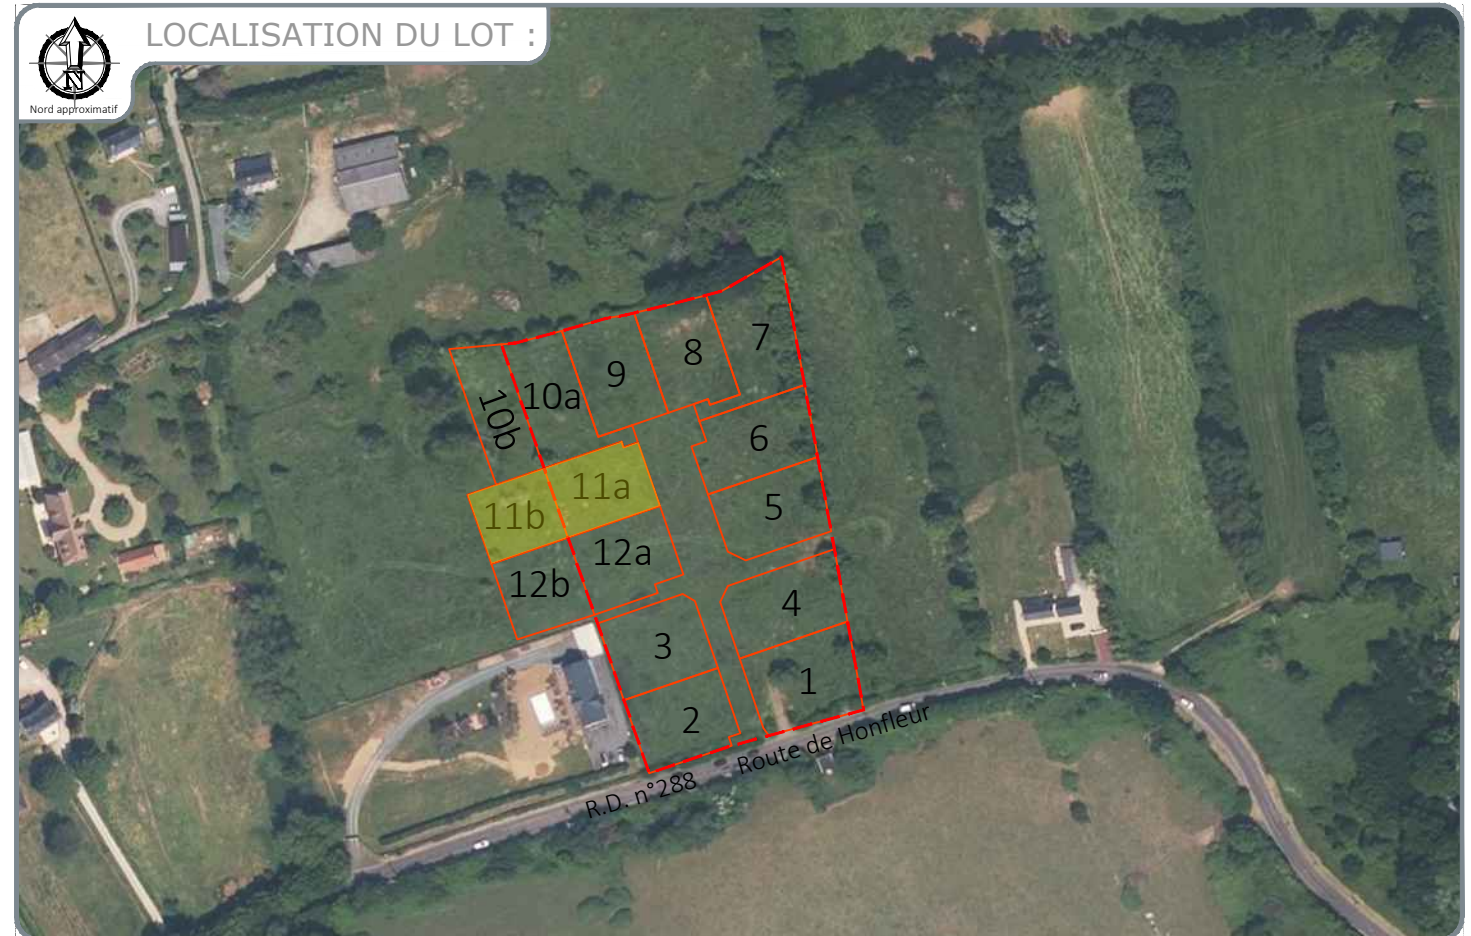 LOCALISATION DU LOT :
N
Nord approximatif
7
8
9
10a
10b
6
11a
11b
5
12a
12b
4
3
1
2
Route de Honfleur
R.D. n°288